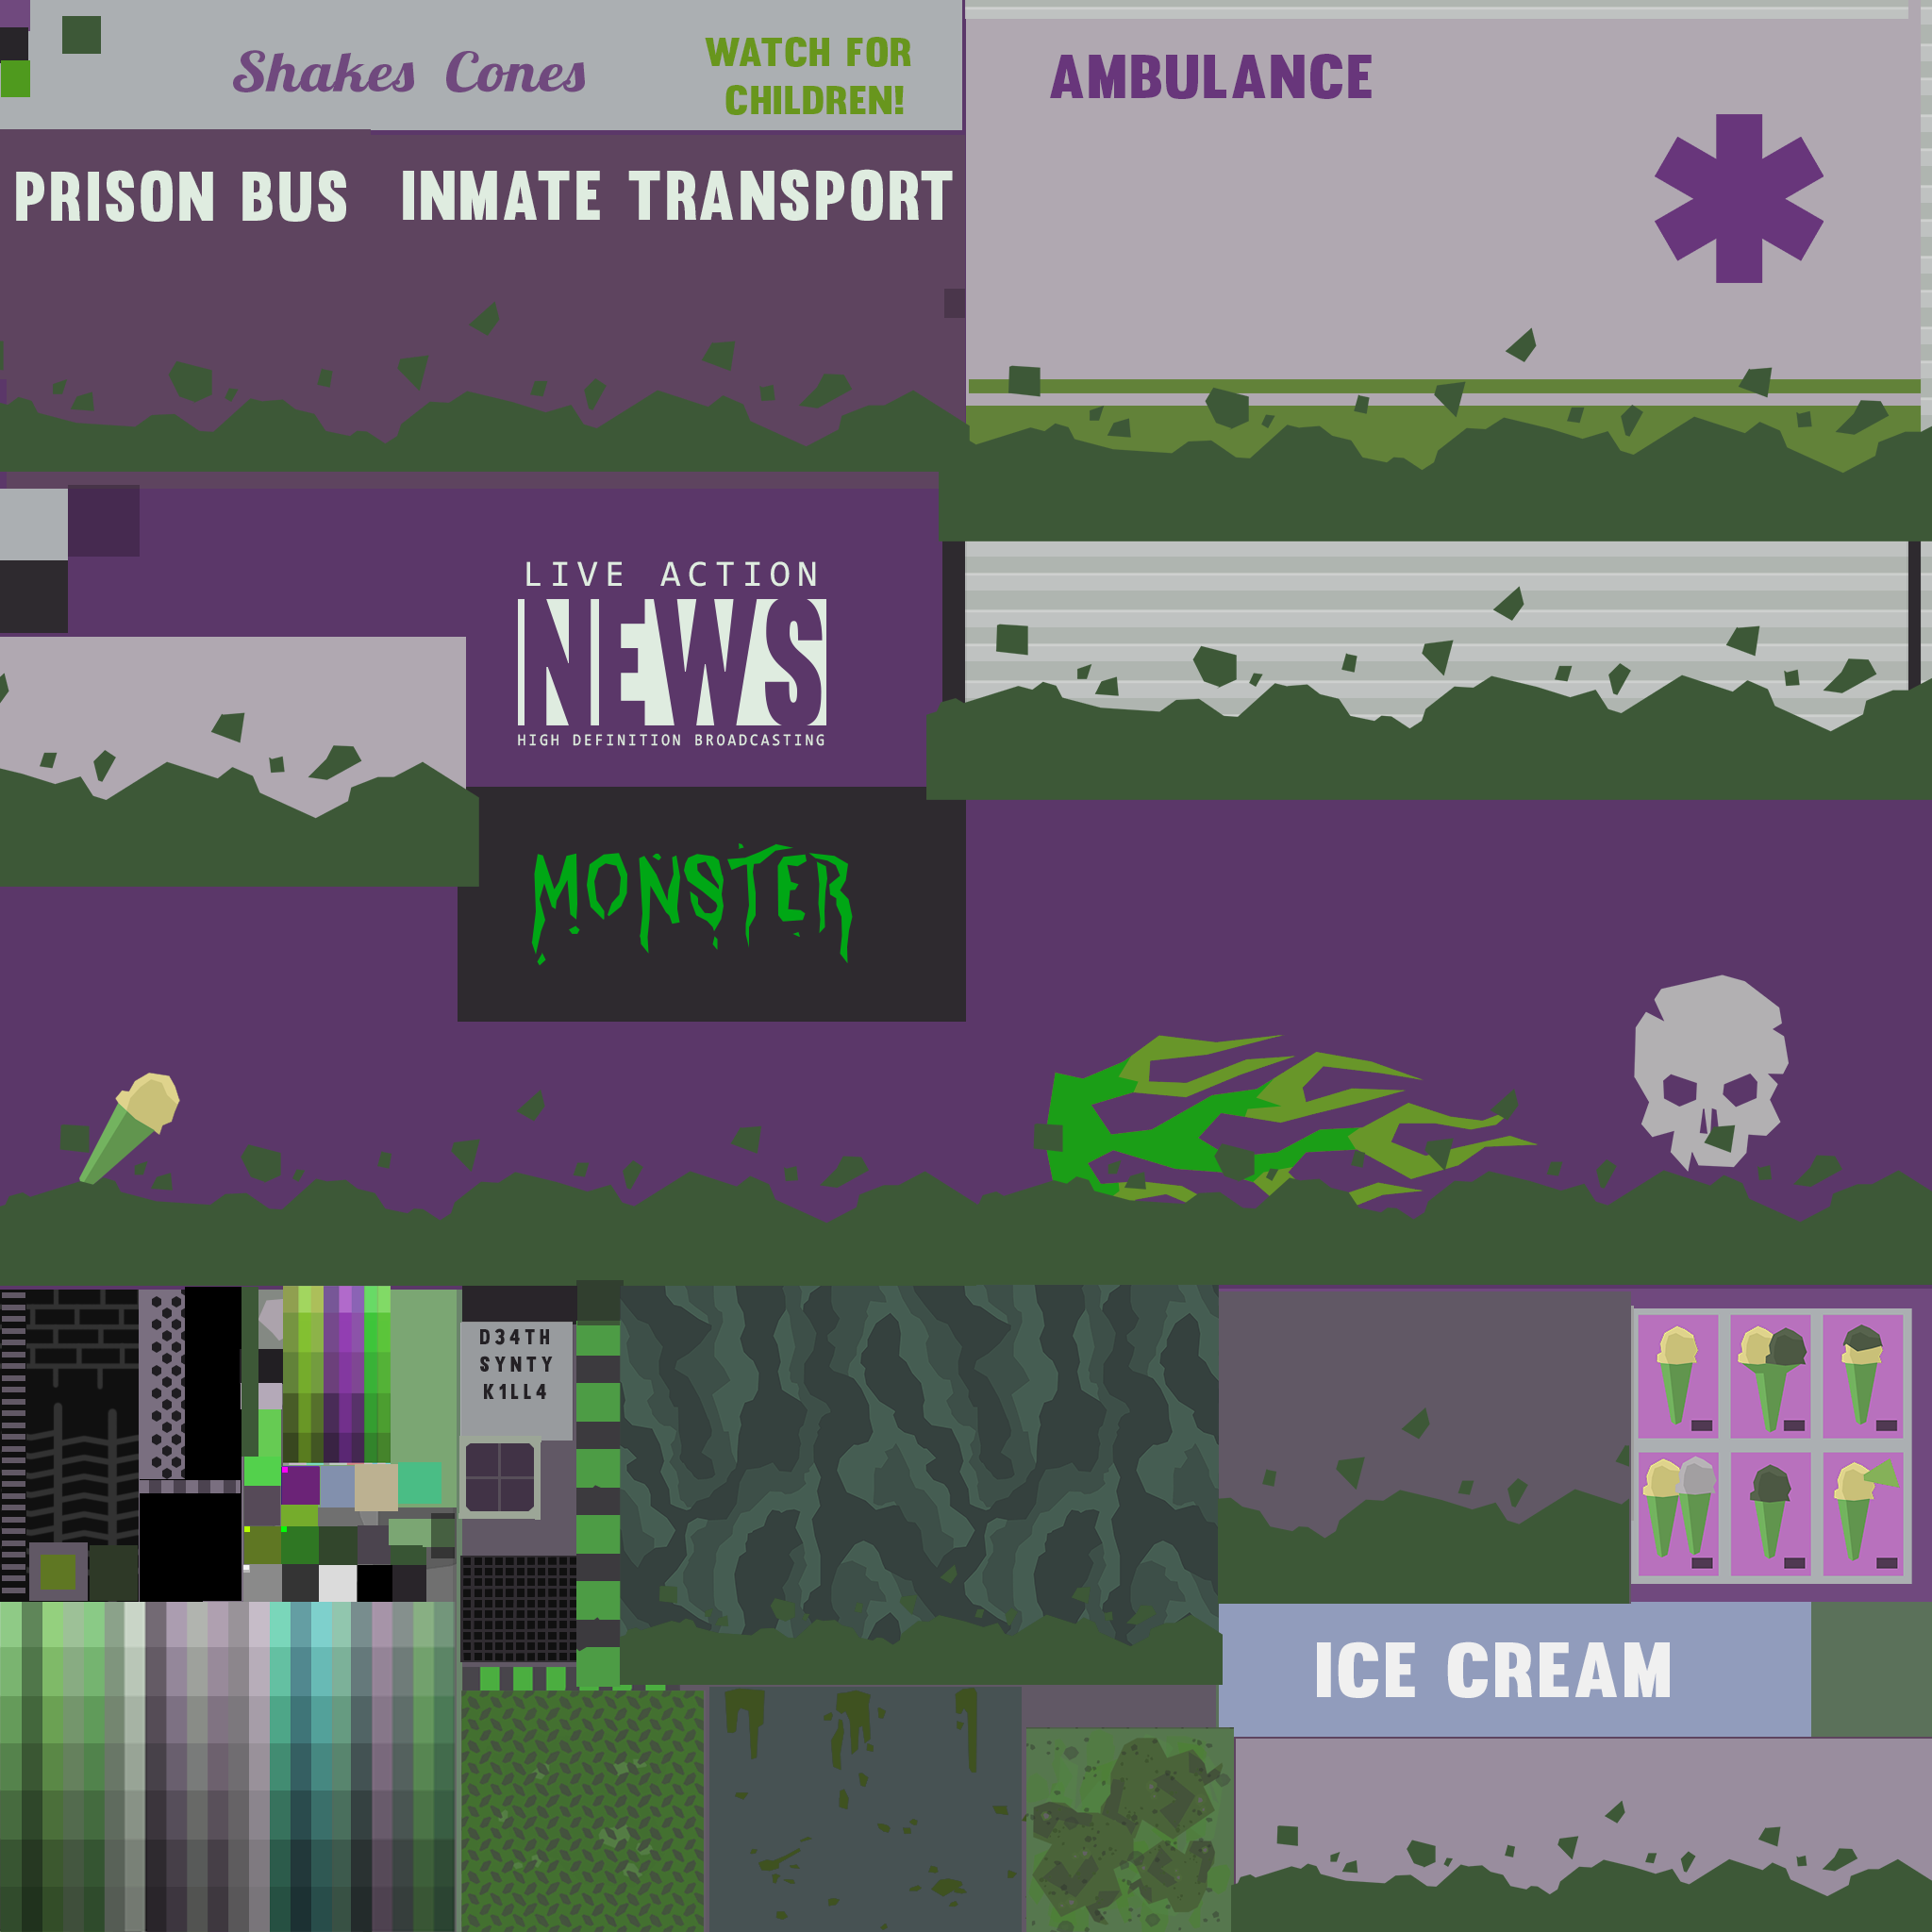 Shakes Cones
WATCH FOR
CHILDREN!
AMBULANCE
PRISON BUS
INMATE TRANSPORT
LIVE ACTION
NEWS
HIGH DEFINITION BROADCASTING
MONSTER
D34TH
SYNTY
K1LL4
ICE CREAM